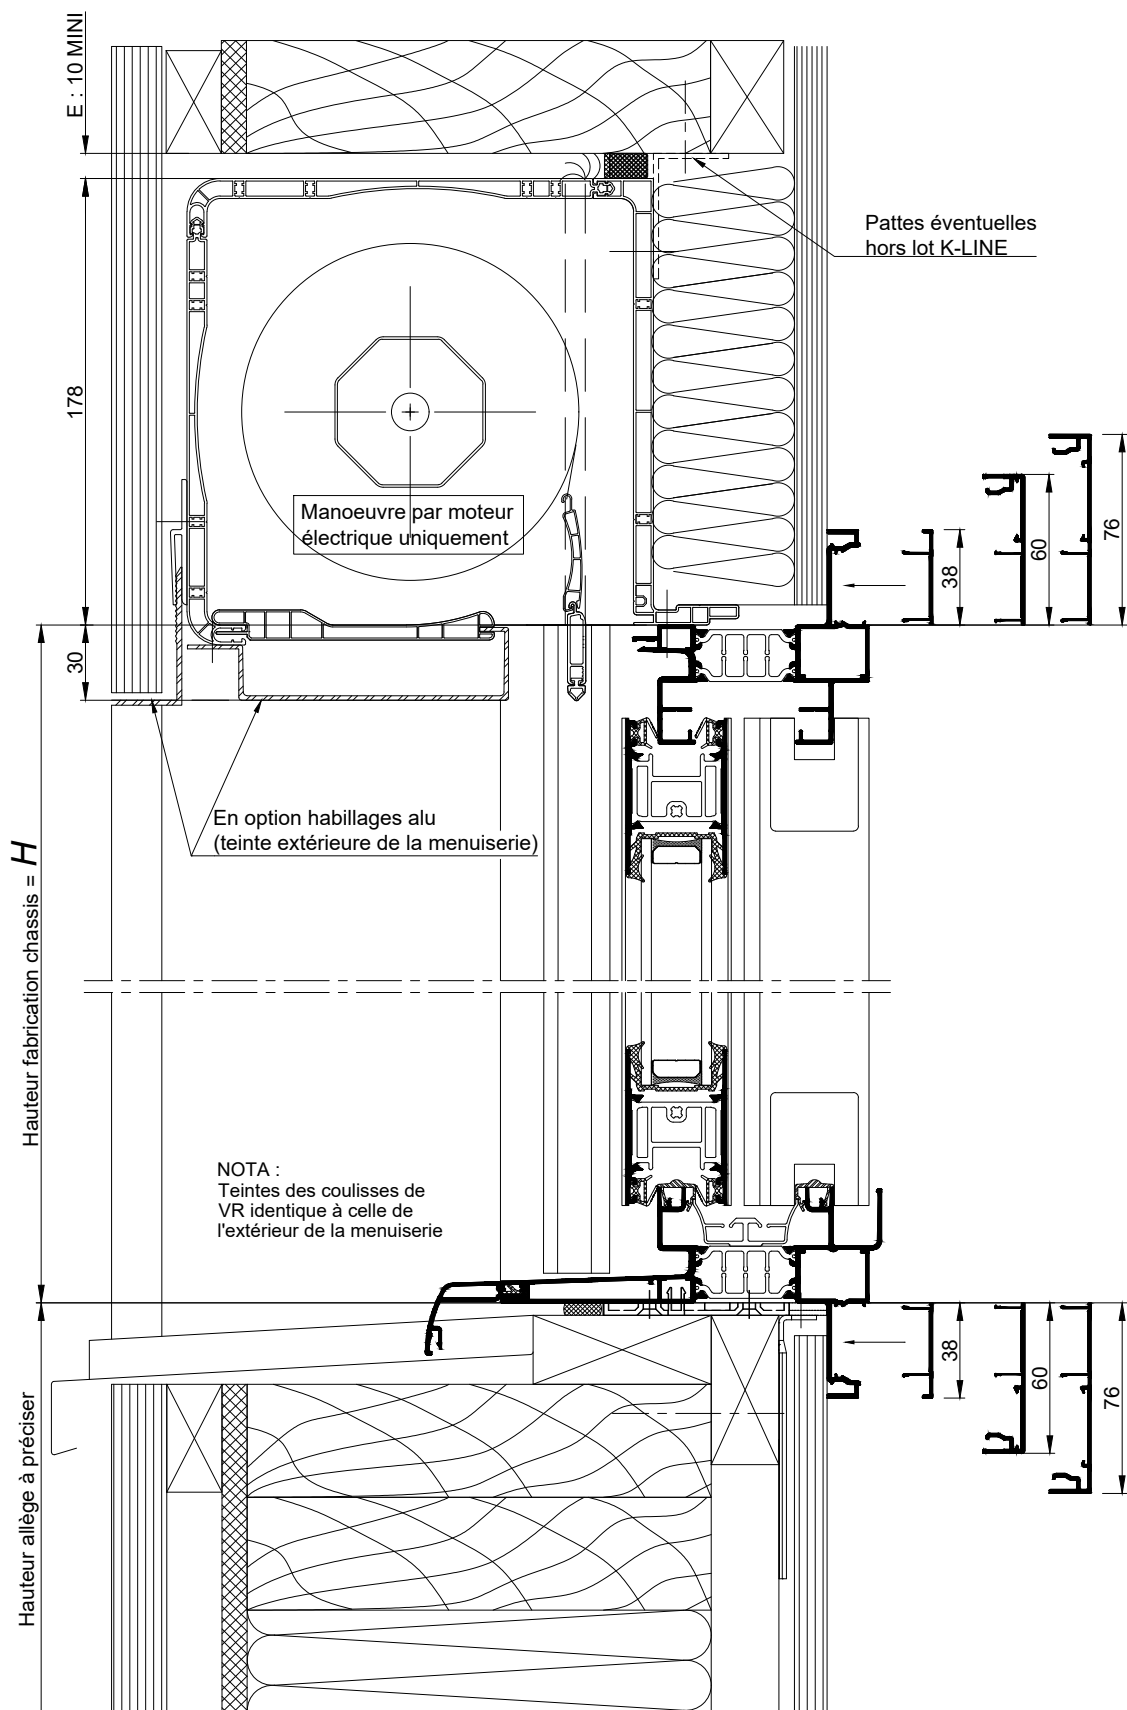 E : 10 MINI
Pattes éventuelles
hors lot K-LINE
178
Manoeuvre par moteur
électrique uniquement
38
60
76
30
En option habillages alu
(teinte extérieure de la menuiserie)
Hauteur fabrication chassis = H
NOTA :
Teintes des coulisses de
VR identique à celle de
l'extérieur de la menuiserie
38
60
76
Hauteur allège à préciser